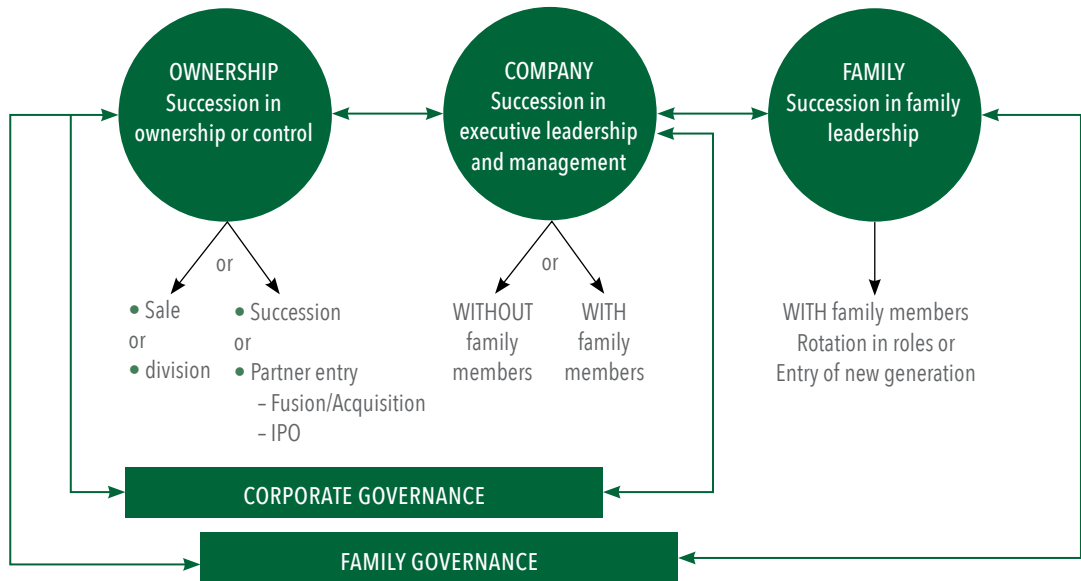 OWNERSHIP
Succession in
ownership or control
COMPANY
Succession in
executive leadership
and management
FAMILY
Succession in family
leadership
or
• Sale
or
• division
• Succession
or
• Partner entry
– Fusion/Acquisition
– IPO
or
WITHOUT
family
members
WITH
family
members
WITH family members
Rotation in roles or
Entry of new generation
CORPORATE GOVERNANCE
FAMILY GOVERNANCE